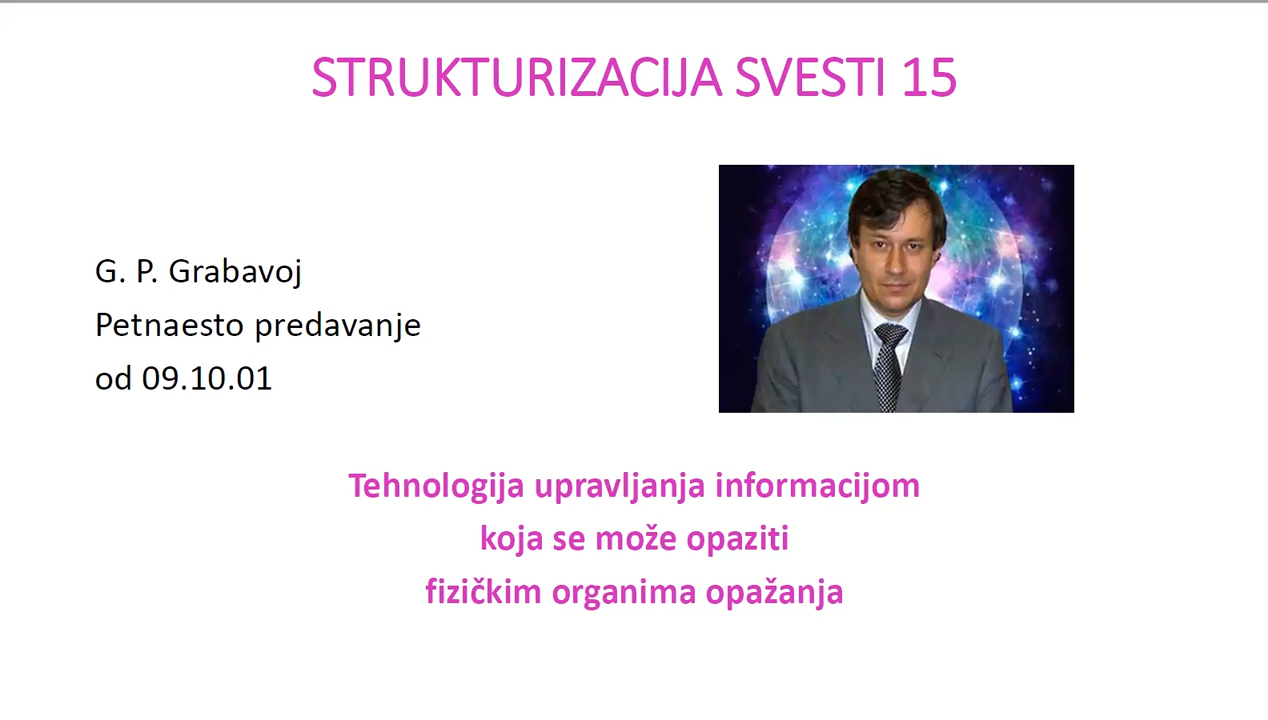 STRUKTURIZACIJA SVESTI 15
G. P. Grabavoj
Petnaesto predavanje
od 09.10.01
Tehnologija upravljanja informacijom
koja se može opaziti
fizičkim organima opažanja